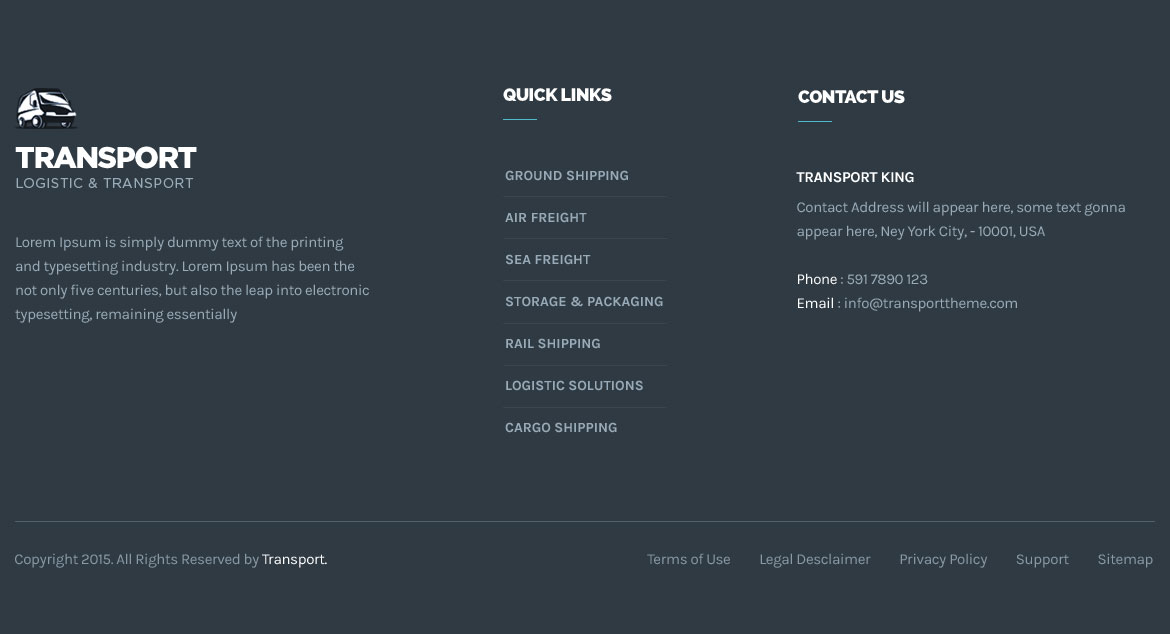 TRANSPORT
LOGISTIC & TRANSPORT
Lorem Ipsum is simply dummy text of the printing
and typesetting industry. Lorem Ipsum has been the
not only five centuries, but also the leap into electronic
typesetting, remaining essentially
QUICK LINKS
GROUND SHIPPING
AIR FREIGHT
SEA FREIGHT
STORAGE & PACKAGING
RAIL SHIPPING
LOGISTIC SOLUTIONS
CARGO SHIPPING
CONTACT US
TRANSPORT KING
Contact Address will appear here, some text gonna
appear here, Ney York City, - 10001, USA
Phone : 591 7890 123
Email : info@transporttheme.com
Copyright 2015. All Rights Reserved by Transport.
Terms of Use Legal Desclaimer Privacy Policy Support Sitemap